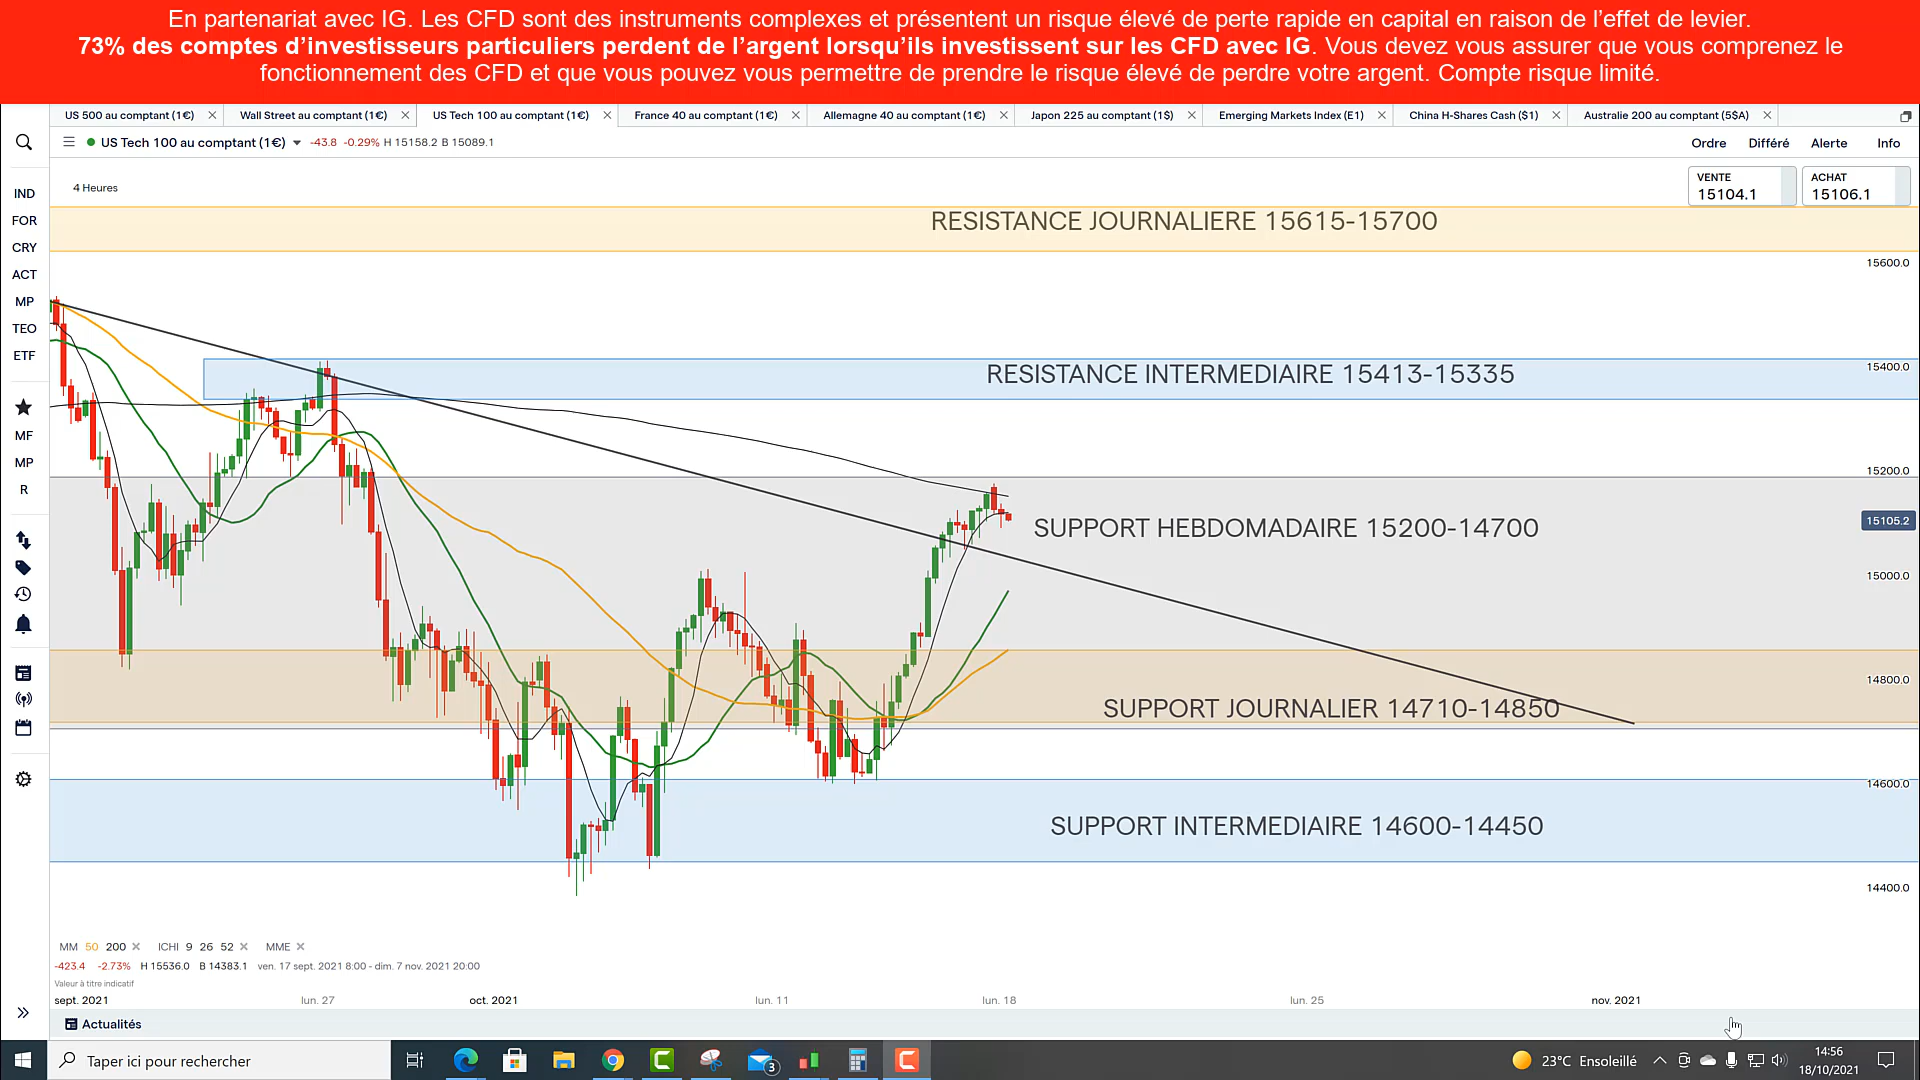 En partenariat avec IG. Les CFD sont des instruments complexes et présentent un risque élevé de perte rapide en capital en raison de l'effet de levier.
73% des comptes d'investisseurs particuliers perdent de l'argent lorsqu'ils investissent sur les CFD avec IG. Vous devez vous assurer que vous comprenez le
fonctionnement des CFD et que vous pouvez vous permettre de prendre le risque élevé de perdre votre argent. Compte risque limité.
US 500 au comptant (1€)
Wall Street au comptant (1€)
US Tech 100 au comptant (1€)
France 40 au comptant (1€)
Allemagne 40 au comptant (1€)
Japon 225 au comptant (1$)
Emerging Markets Index (E1)
China H-Shares Cash ($1)
Australie 200 au comptant (5$A)
US Tech 100 au comptant (1€) -43.8 -0.29% H 15158.2 B 15089.1
Ordre Différé Alerte Info
4 Heures
VENTE
15104.1
ACHAT
15106.1
IND
FOR
CRY
ACT
MP
TEO
ETF
MF
MP
R
RESISTANCE JOURNALIERE 15615-15700
RESISTANCE INTERMEDIAIRE 15413-15335
SUPPORT HEBDOMADAIRE 15200-14700
SUPPORT JOURNALIER 14710-14850
SUPPORT INTERMEDIAIRE 14600-14450
15600.0
15400.0
15200.0
15105.2
15000.0
14800.0
14600.0
14400.0
MM 50 200 ICHI 9 26 52 MME
-423.4 -2.73% H 15536.0 B 14383.1 ven. 17 sept. 2021 8:00 - dim. 7 nov. 2021 20:00
Valeur à titre indicatif
sept. 2021 lun. 27 oct. 2021 lun. 11 lun. 18 lun. 25 nov. 2021
Actualités
Taper ici pour rechercher
3
23°C Ensoleillé
14:56
18/10/2021